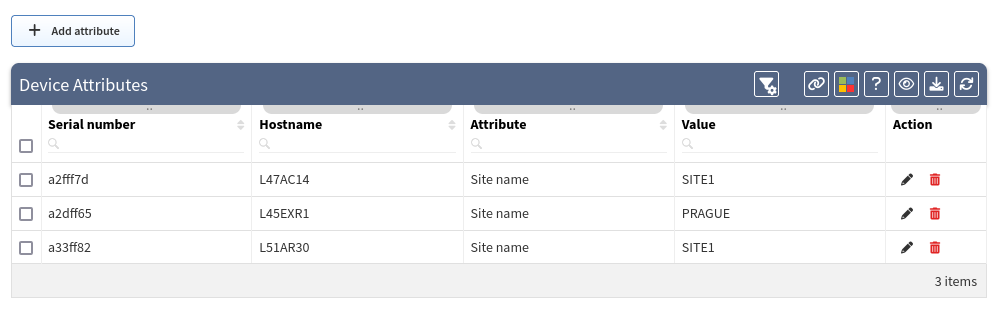 Add attribute
Device Attributes
Serial number Hostname Attribute Value Action
a2fff7d L47AC14 Site name SITE1
a2dff65 L45EXR1 Site name PRAGUE
a33ff82 L51AR30 Site name SITE1
3 items